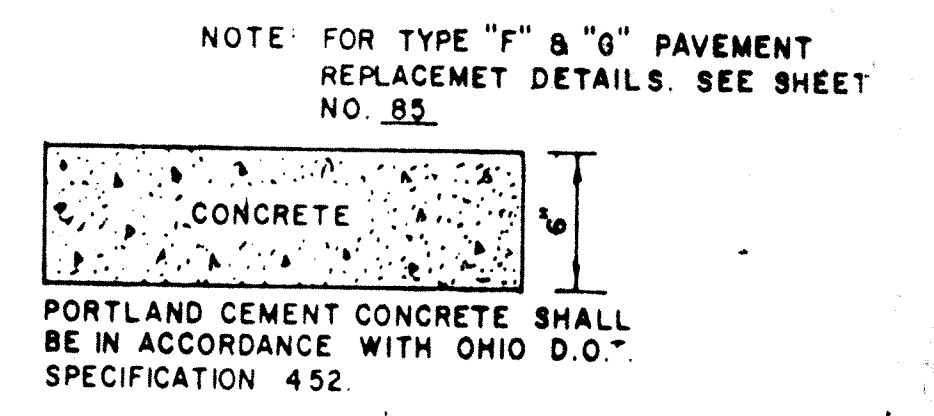 NOTE: FOR TYPE "F" & "G" PAVEMENT
REPLACEMET DETAILS. SEE SHEET
NO. 85
CONCRETE
6"
PORTLAND CEMENT CONCRETE SHALL
BE IN ACCORDANCE WITH OHIO D.O.T.
SPECIFICATION 452.